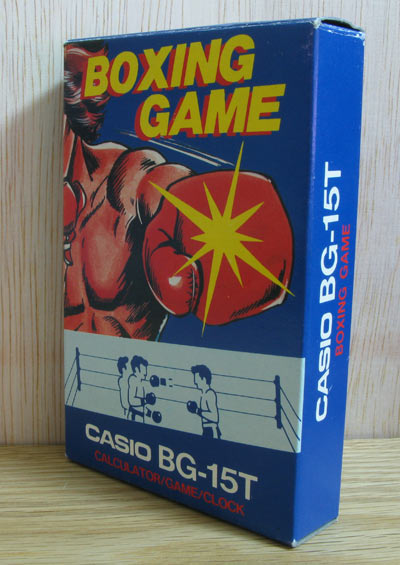 BOXING
GAME
CASIO BG-15T
CALCULATOR/GAME/CLOCK
CASIO BG-15T
BOXING GAME